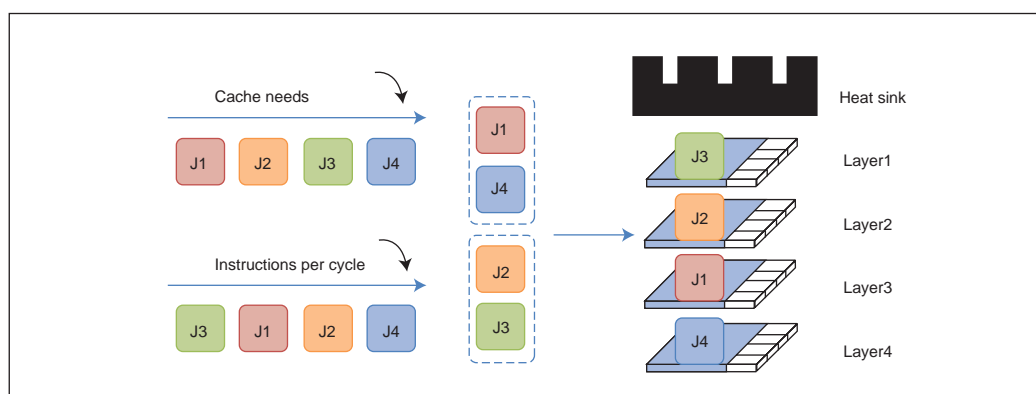 Cache needs
J1 J2 J3 J4
Instructions per cycle
J3 J1 J2 J4
J1
J4
J2
J3
Heat sink
J3 Layer1
J2 Layer2
J1 Layer3
J4 Layer4